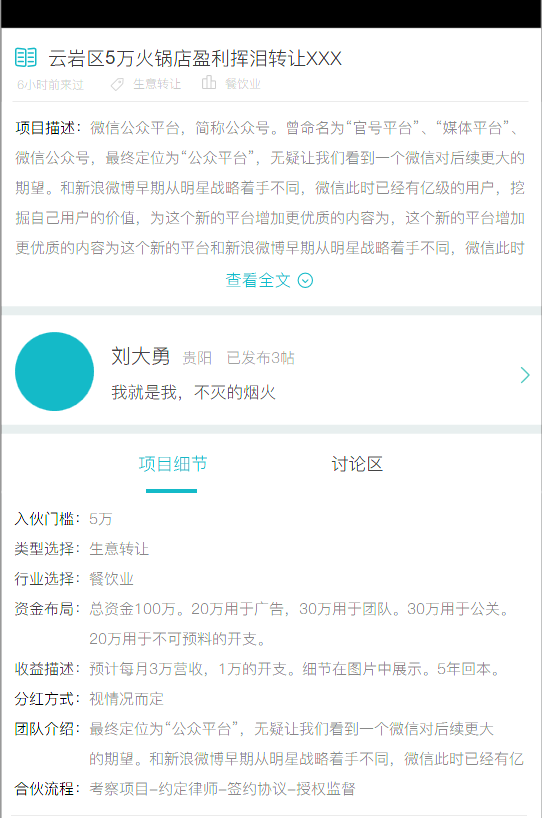 云岩区5万火锅店盈利挥泪转让XXX
6小时前来过 生意转让 餐饮业
项目描述：微信公众平台，简称公众号。曾命名为“官号平台”、“媒体平台”、
微信公众号，最终定位为“公众平台”，无疑让我们看到一个微信对后续更大的
期望。和新浪微博早期从明星战略着手不同，微信此时已经有亿级的用户，挖
掘自己用户的价值，为这个新的平台增加更优质的内容为，这个新的平台增加
更优质的内容为这个新的平台和新浪微博早期从明星战略着手不同，微信此时
查看全文
刘大勇 贵阳 已发布3帖
我就是我，不灭的烟火
项目细节 讨论区
入伙门槛：5万
类型选择：生意转让
行业选择：餐饮业
资金布局：总资金100万。20万用于广告，30万用于团队。30万用于公关。
20万用于不可预料的开支。
收益描述：预计每月3万营收，1万的开支。细节在图片中展示。5年回本。
分红方式：视情况而定
团队介绍：最终定位为“公众平台”，无疑让我们看到一个微信对后续更大
的期望。和新浪微博早期从明星战略着手不同，微信此时已经有亿
合伙流程：考察项目–约定律师–签约协议–授权监督